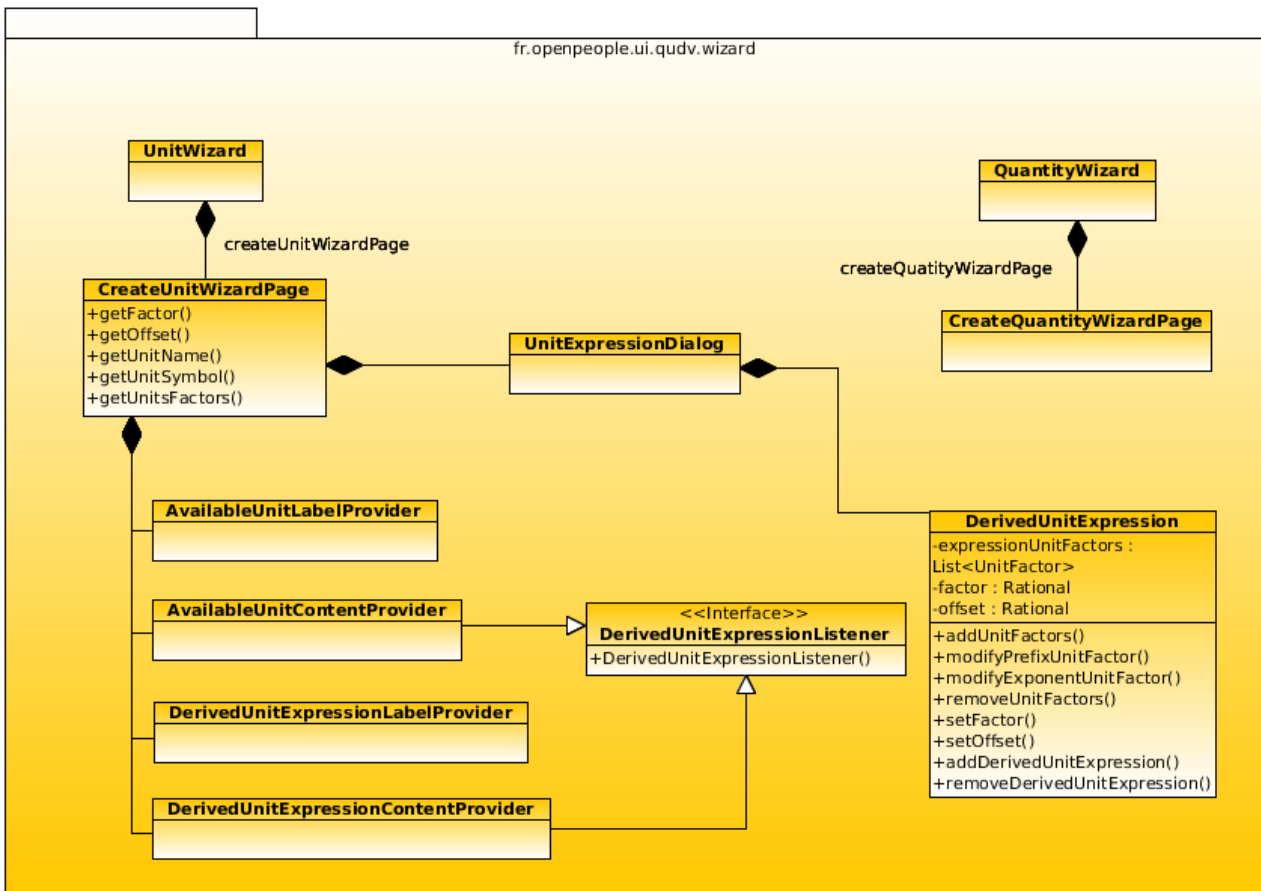 fr.openpeople.ui.qudv.wizard
UnitWizard
createUnitWizardPage
QuantityWizard
createQuatityWizardPage
CreateUnitWizardPage
+getFactor()
+getOffset()
+getUnitName()
+getUnitSymbol()
+getUnitsFactors()
UnitExpressionDialog
CreateQuantityWizardPage
AvailableUnitLabelProvider
AvailableUnitContentProvider
DerivedUnitExpressionLabelProvider
DerivedUnitExpressionContentProvider
<<Interface>>
DerivedUnitExpressionListener
+DerivedUnitExpressionListener()
DerivedUnitExpression
-expressionUnitFactors :
List<UnitFactor>
-factor : Rational
-offset : Rational
+addUnitFactors()
+modifyPrefixUnitFactor()
+modifyExponentUnitFactor()
+removeUnitFactors()
+setFactor()
+setOffset()
+addDerivedUnitExpression()
+removeDerivedUnitExpression()